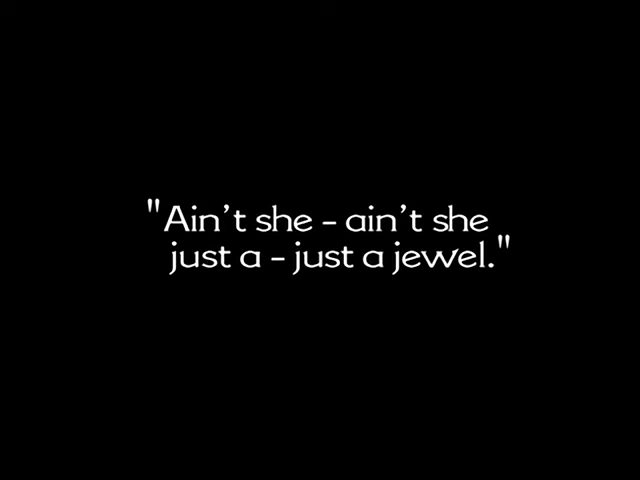 "Ain't she – ain't she
just a – just a jewel."